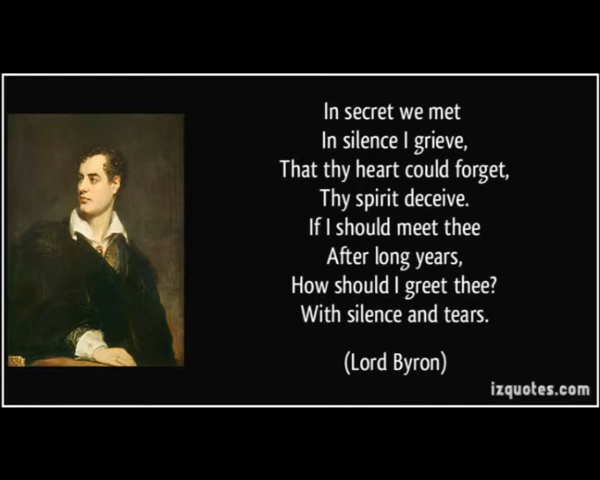 In secret we met
In silence I grieve,
That thy heart could forget,
Thy spirit deceive.
If I should meet thee
After long years,
How should I greet thee?
With silence and tears.
(Lord Byron)
izquotes.com